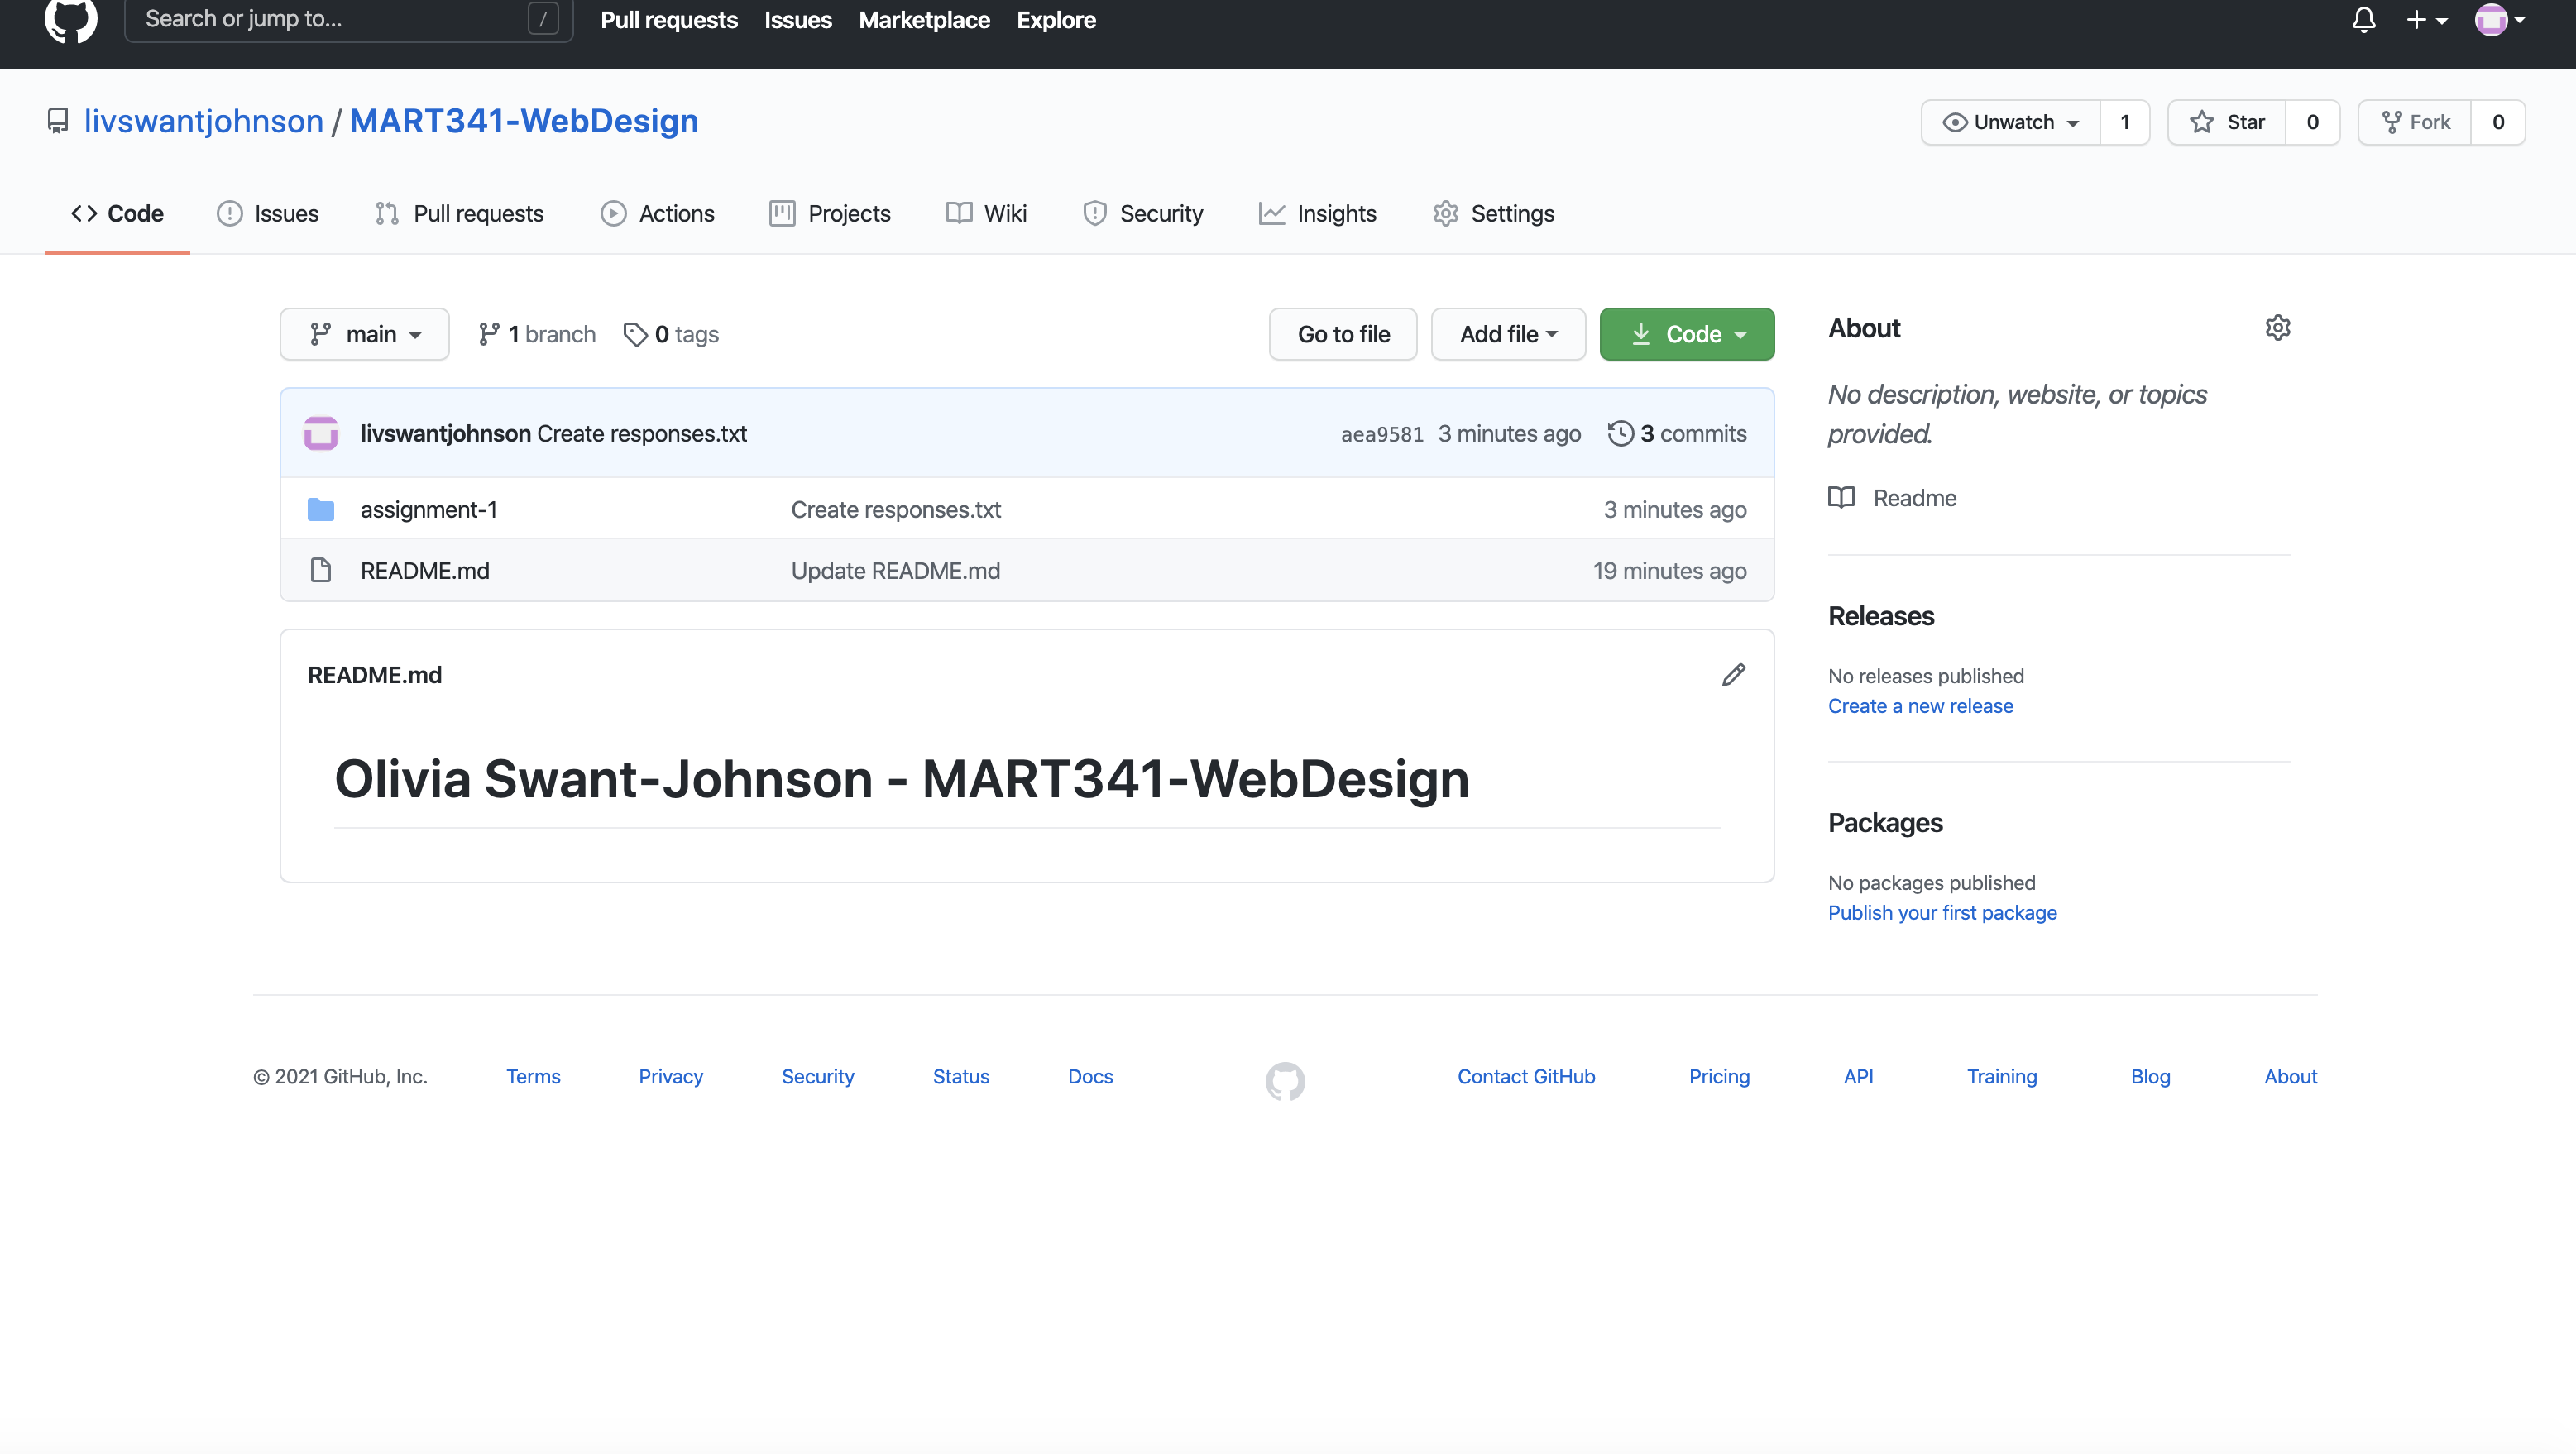 Search or jump to... /
Pull requests Issues Marketplace Explore
livswantjohnson / MART341-WebDesign
Unwatch 1 Star 0 Fork 0
Code Issues Pull requests Actions Projects Wiki Security Insights Settings
main 1 branch 0 tags Go to file Add file Code
livswantjohnson Create responses.txt aea9581 3 minutes ago 3 commits
assignment-1 Create responses.txt 3 minutes ago
README.md Update README.md 19 minutes ago
README.md
Olivia Swant-Johnson - MART341-WebDesign
About
No description, website, or topics
provided.
Readme
Releases
No releases published
Create a new release
Packages
No packages published
Publish your first package
© 2021 GitHub, Inc. Terms Privacy Security Status Docs Contact GitHub Pricing API Training Blog About